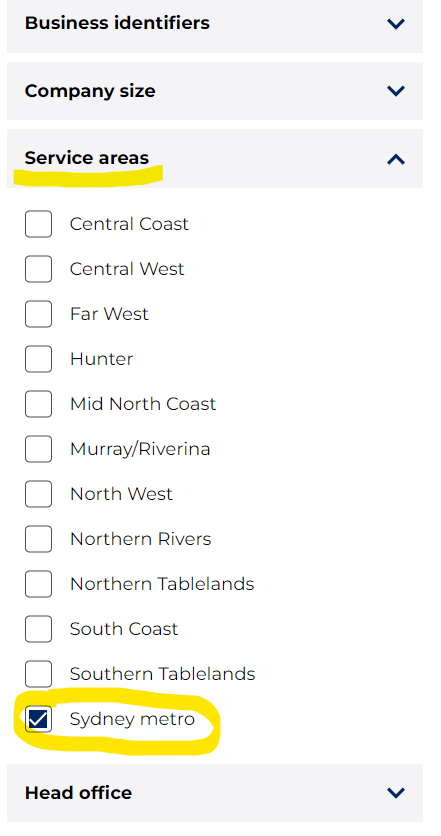 Business identifiers
Company size
Service areas
Central Coast
Central West
Far West
Hunter
Mid North Coast
Murray/Riverina
North West
Northern Rivers
Northern Tablelands
South Coast
Southern Tablelands
Sydney metro
Head office